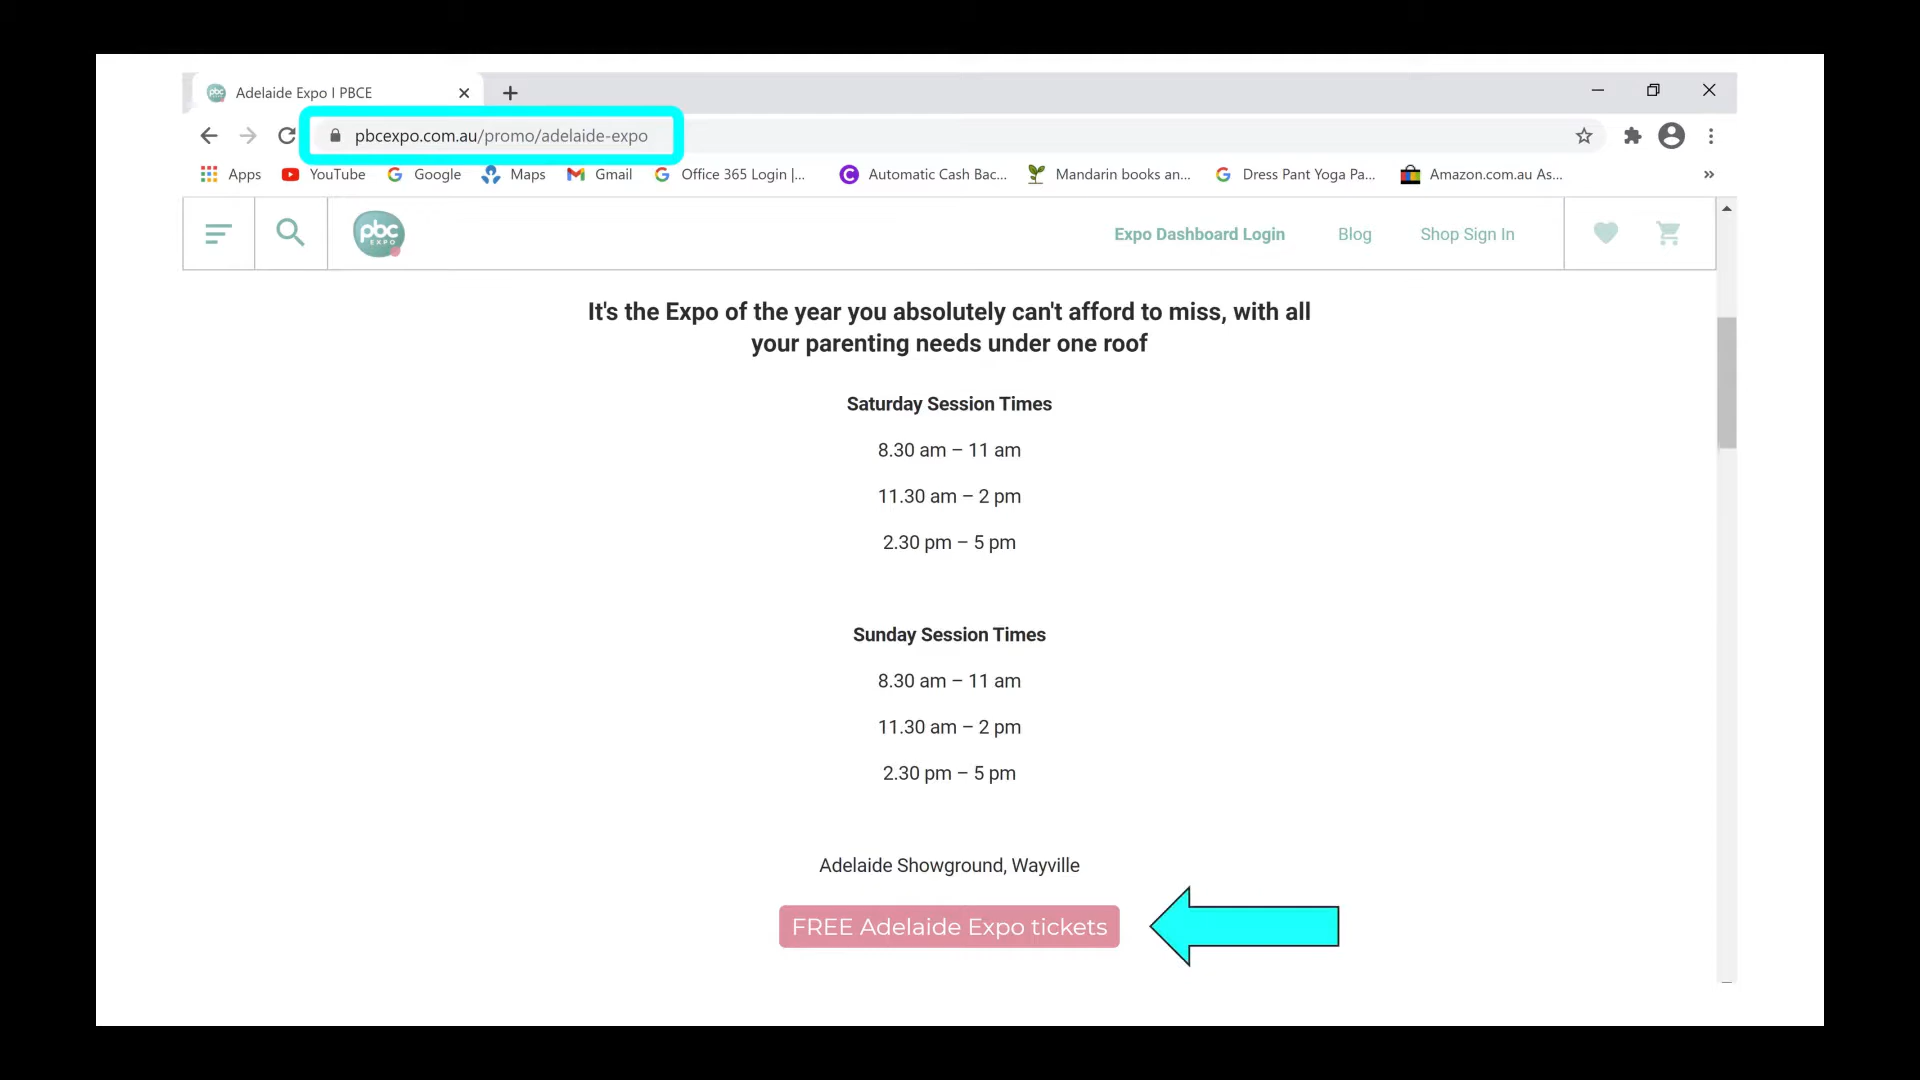 Adelaide Expo I PBCE
pbcexpo.com.au/promo/adelaide-expo
Apps YouTube Google Maps Gmail Office 365 Login |... Automatic Cash Bac... Mandarin books an... Dress Pant Yoga Pa... Amazon.com.au As... »
pbc
EXPO
Expo Dashboard Login Blog Shop Sign In
It's the Expo of the year you absolutely can't afford to miss, with all
your parenting needs under one roof
Saturday Session Times
8.30 am – 11 am
11.30 am – 2 pm
2.30 pm – 5 pm
Sunday Session Times
8.30 am – 11 am
11.30 am – 2 pm
2.30 pm – 5 pm
Adelaide Showground, Wayville
FREE Adelaide Expo tickets